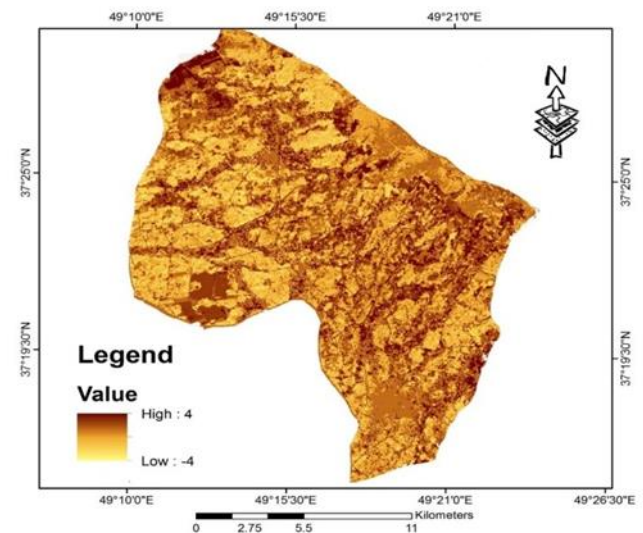 49°10'0"E 49°15'30"E 49°21'0"E
N
37°25'0"N 37°25'0"N
37°19'30"N 37°19'30"N
Legend
Value
High : 4
Low : -4
49°10'0"E 49°15'30"E 49°21'0"E 49°26'30"E
Kilometers
0 2.75 5.5 11